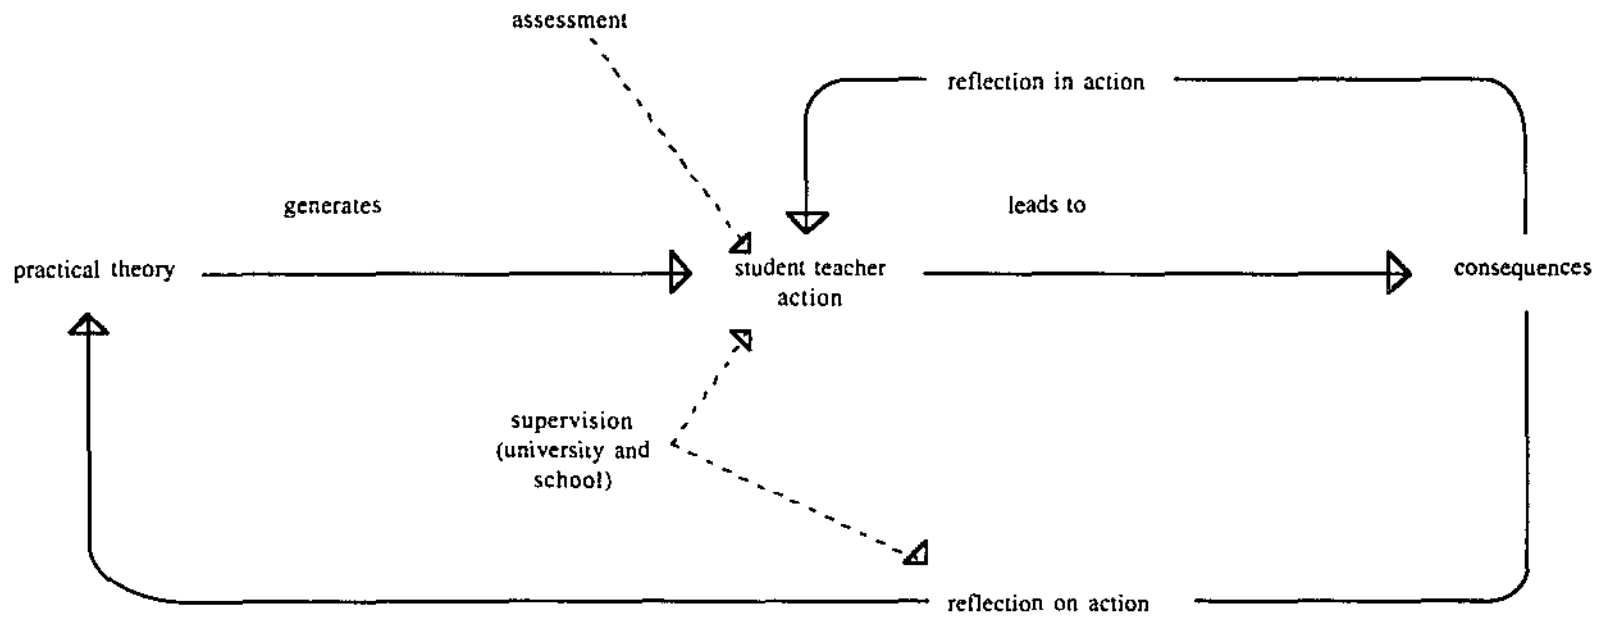 assessment
reflection in action
generates
leads to
practical theory
student teacher
action
consequences
supervision
(university and
school)
reflection on action